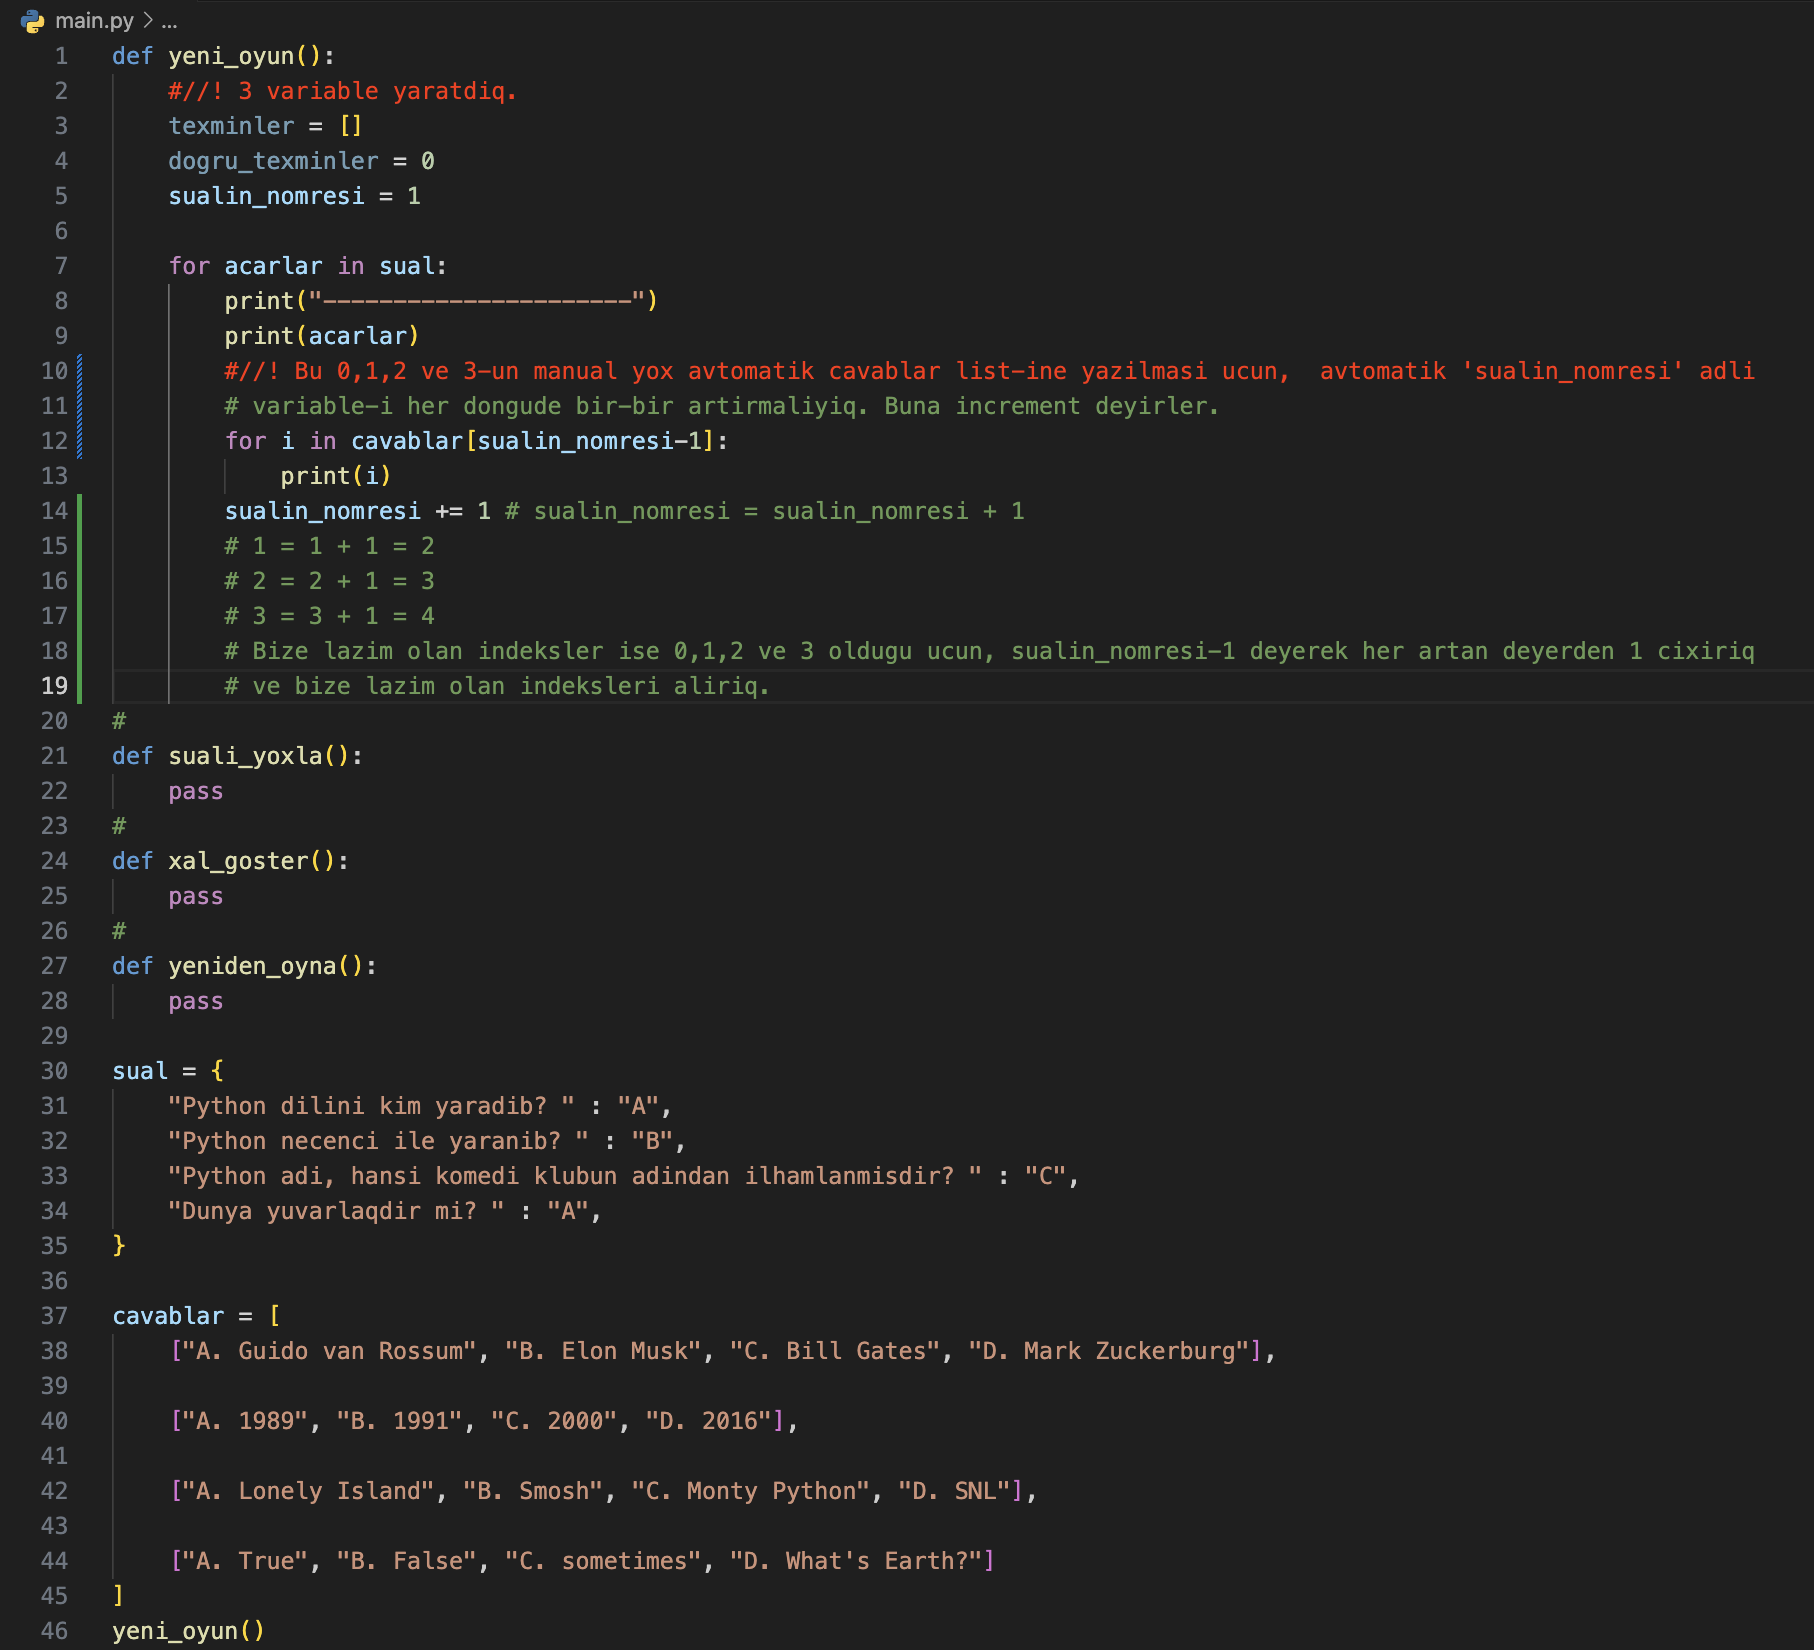 main.py > ...
1 def yeni_oyun():
2     #//! 3 variable yaratdiq.
3     texminler = []
4     dogru_texminler = 0
5     sualin_nomresi = 1
6
7     for acarlar in sual:
8         print("----------------------")
9         print(acarlar)
10         #//! Bu 0,1,2 ve 3-un manual yox avtomatik cavablar list-ine yazilmasi ucun,  avtomatik 'sualin_nomresi' adli
11         # variable-i her dongude bir-bir artirmaliyiq. Buna increment deyirler.
12         for i in cavablar[sualin_nomresi-1]:
13             print(i)
14         sualin_nomresi += 1 # sualin_nomresi = sualin_nomresi + 1
15         # 1 = 1 + 1 = 2
16         # 2 = 2 + 1 = 3
17         # 3 = 3 + 1 = 4
18         # Bize lazim olan indeksler ise 0,1,2 ve 3 oldugu ucun, sualin_nomresi-1 deyerek her artan deyerden 1 cixiriq
19         # ve bize lazim olan indeksleri aliriq.
20 #
21 def suali_yoxla():
22     pass
23 #
24 def xal_goster():
25     pass
26 #
27 def yeniden_oyna():
28     pass
29
30 sual = {
31     "Python dilini kim yaradib? " : "A",
32     "Python necenci ile yaranib? " : "B",
33     "Python adi, hansi komedi klubun adindan ilhamlanmisdir? " : "C",
34     "Dunya yuvarlaqdir mi? " : "A",
35 }
36
37 cavablar = [
38     ["A. Guido van Rossum", "B. Elon Musk", "C. Bill Gates", "D. Mark Zuckerburg"],
39
40     ["A. 1989", "B. 1991", "C. 2000", "D. 2016"],
41
42     ["A. Lonely Island", "B. Smosh", "C. Monty Python", "D. SNL"],
43
44     ["A. True", "B. False", "C. sometimes", "D. What's Earth?"]
45 ]
46 yeni_oyun()